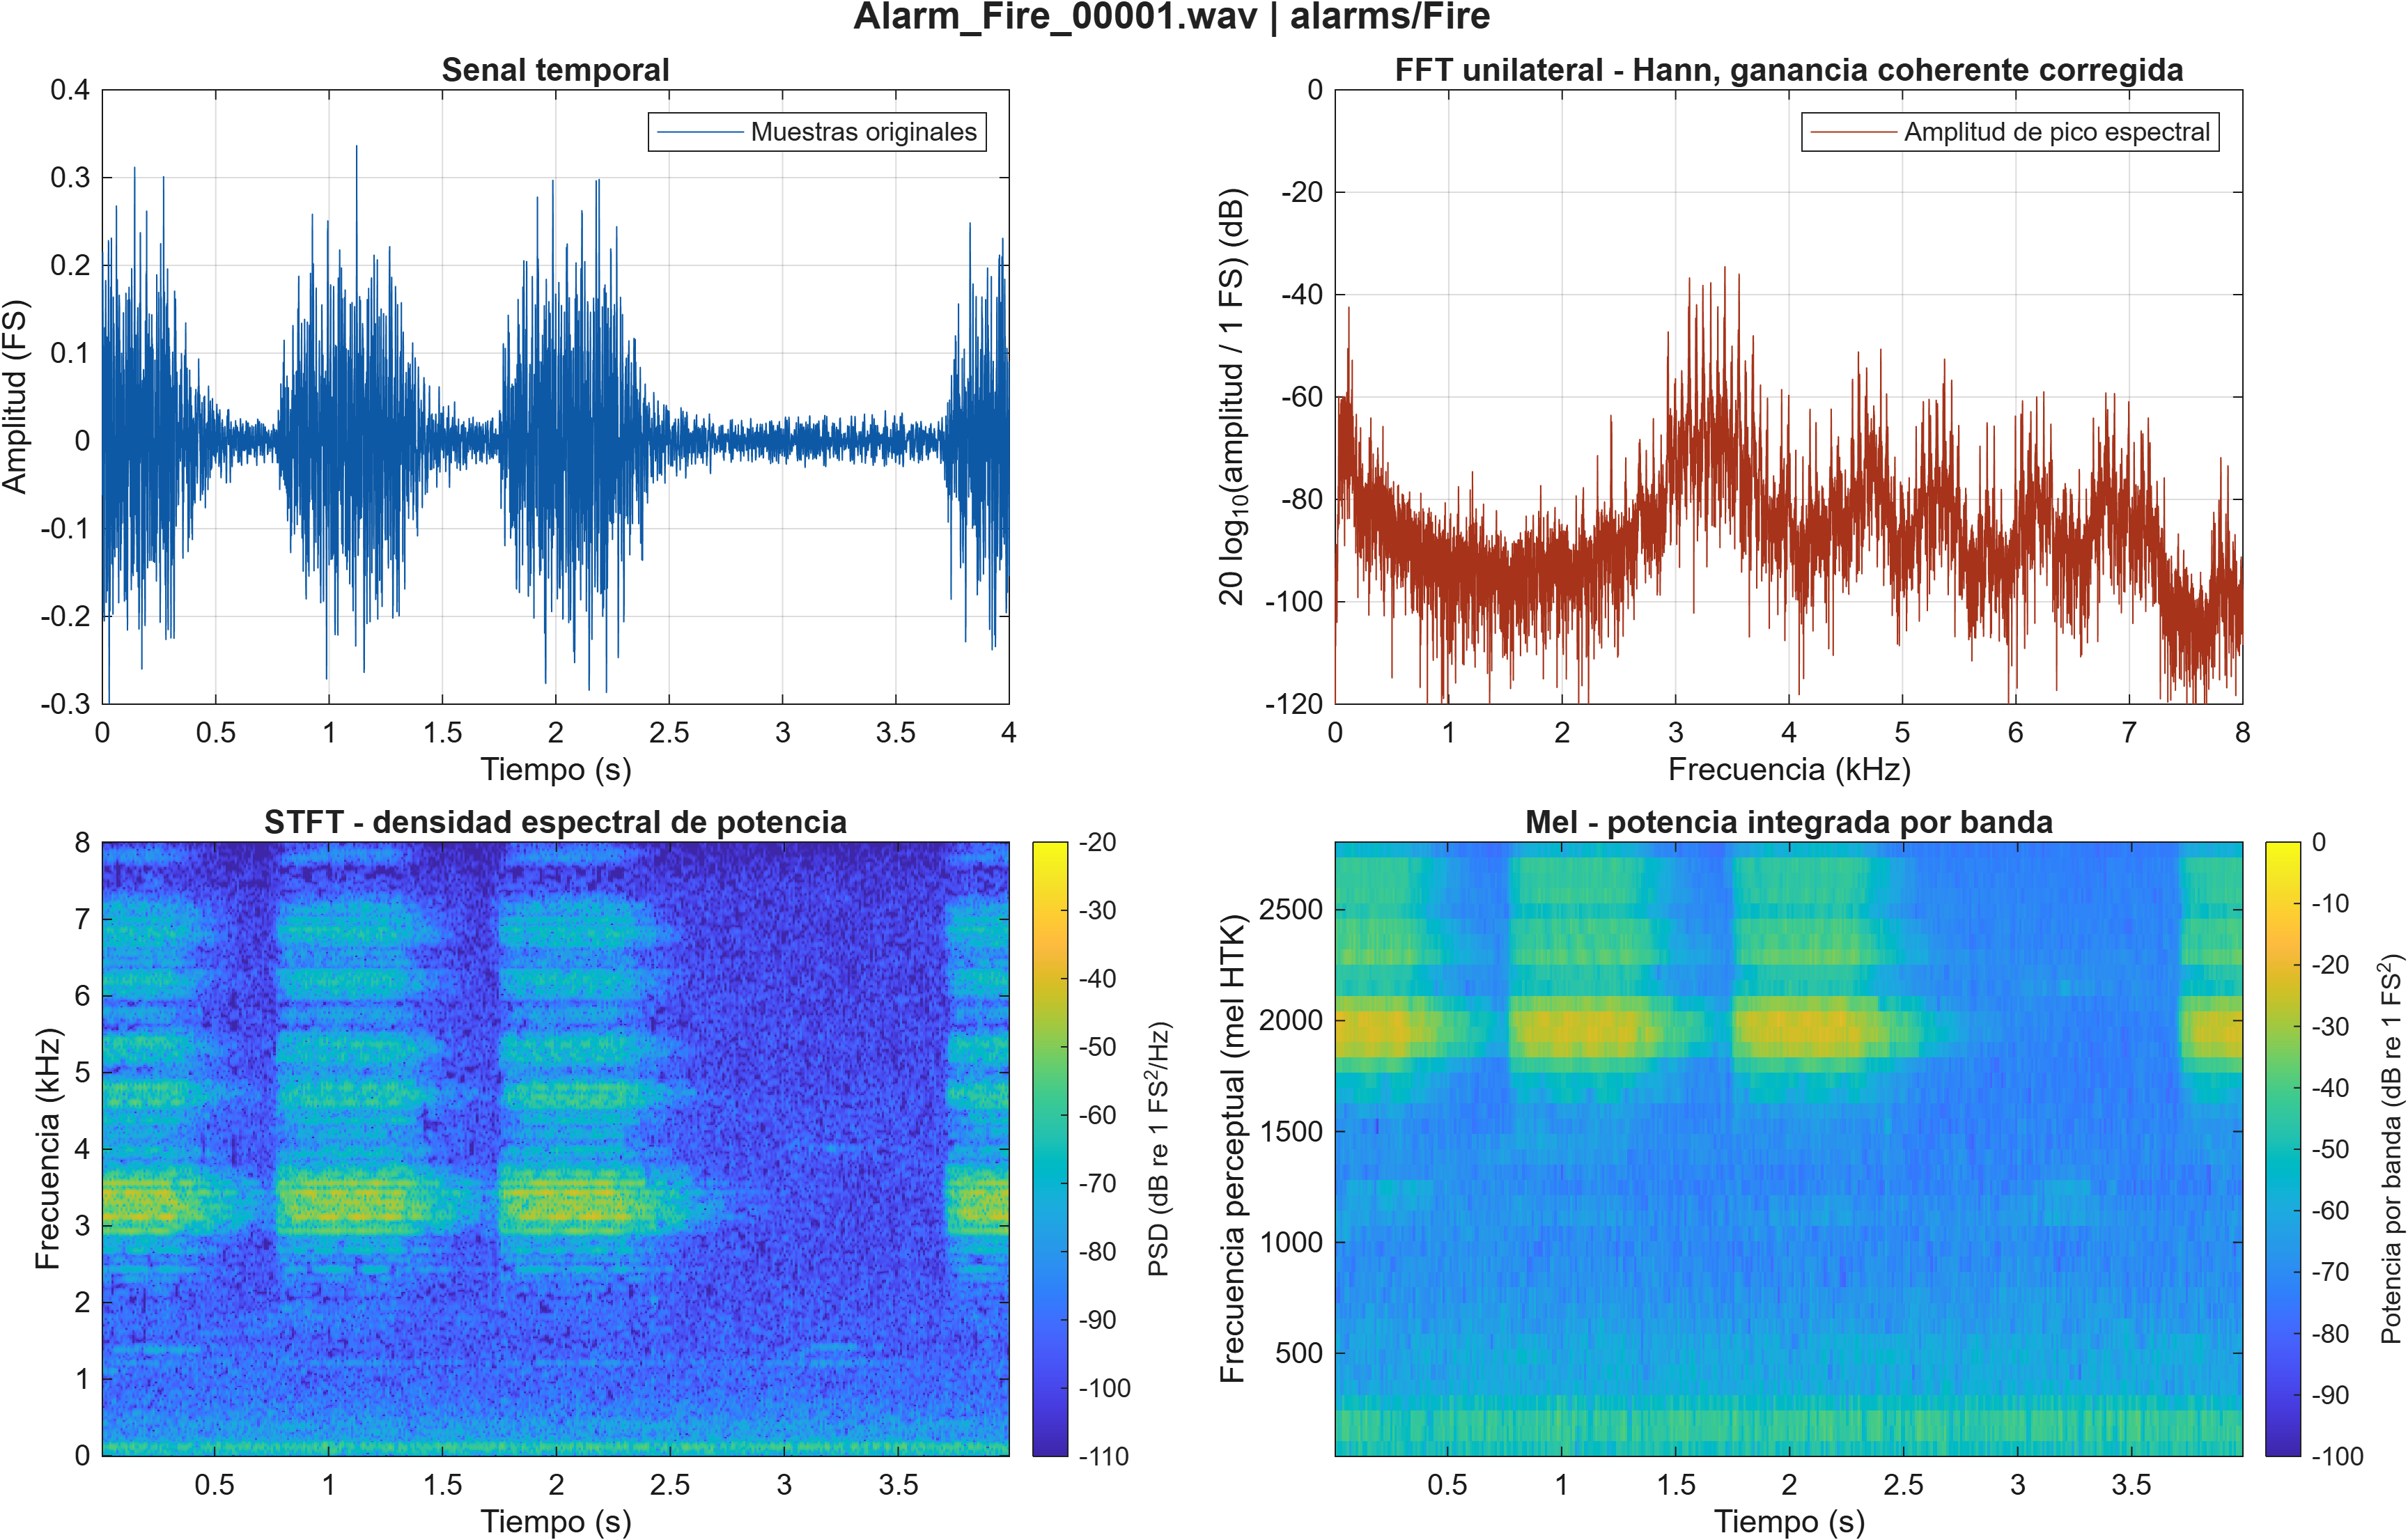 Alarm_Fire_00001.wav | alarms/Fire
Senal temporal
Muestras originales
Amplitud (FS)
0.4
0.3
0.2
0.1
0
-0.1
-0.2
-0.3
0 0.5 1 1.5 2 2.5 3 3.5 4
Tiempo (s)
FFT unilateral - Hann, ganancia coherente corregida
Amplitud de pico espectral
20 log10(amplitud / 1 FS) (dB)
0
-20
-40
-60
-80
-100
-120
0 1 2 3 4 5 6 7 8
Frecuencia (kHz)
STFT - densidad espectral de potencia
Frecuencia (kHz)
8
7
6
5
4
3
2
1
0
0.5 1 1.5 2 2.5 3 3.5
Tiempo (s)
-20
-30
-40
-50
-60
-70
-80
-90
-100
-110
PSD (dB re 1 FS²/Hz)
Mel - potencia integrada por banda
Frecuencia perceptual (mel HTK)
2500
2000
1500
1000
500
0.5 1 1.5 2 2.5 3 3.5
Tiempo (s)
0
-10
-20
-30
-40
-50
-60
-70
-80
-90
-100
Potencia por banda (dB re 1 FS²)